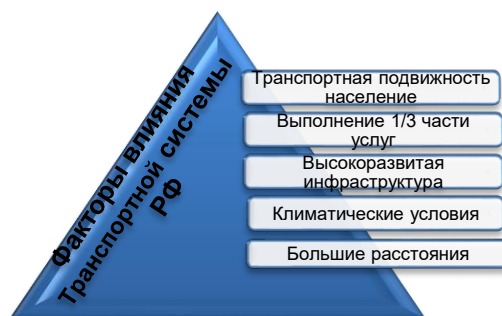 Факторы влияния
Транспортной системы
РФ
Транспортная подвижность
население
Выполнение 1/3 части
услуг
Высокоразвитая
инфраструктура
Климатические условия
Большие расстояния